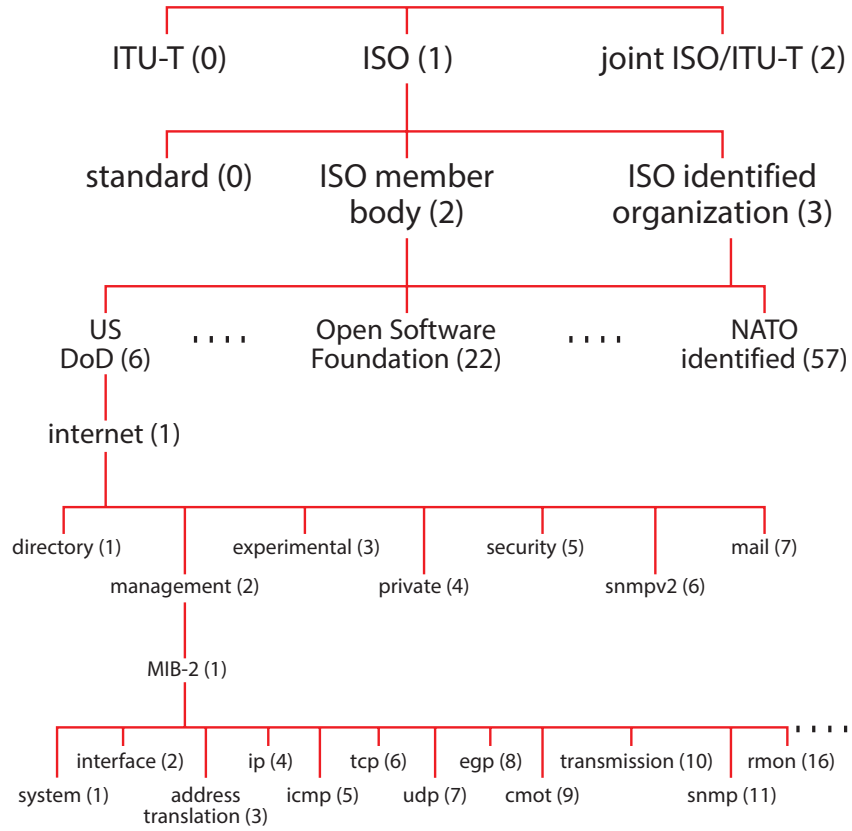 ITU-T (0) ISO (1) joint ISO/ITU-T (2)
standard (0) ISO member ISO identified
body (2) organization (3)
US Open Software NATO
DoD (6) Foundation (22) identified (57)
internet (1)
directory (1) experimental (3) security (5) mail (7)
management (2) private (4) snmpv2 (6)
MIB-2 (1)
interface (2) ip (4) tcp (6) egp (8) transmission (10) rmon (16)
system (1) address icmp (5) udp (7) cmot (9) snmp (11)
translation (3)